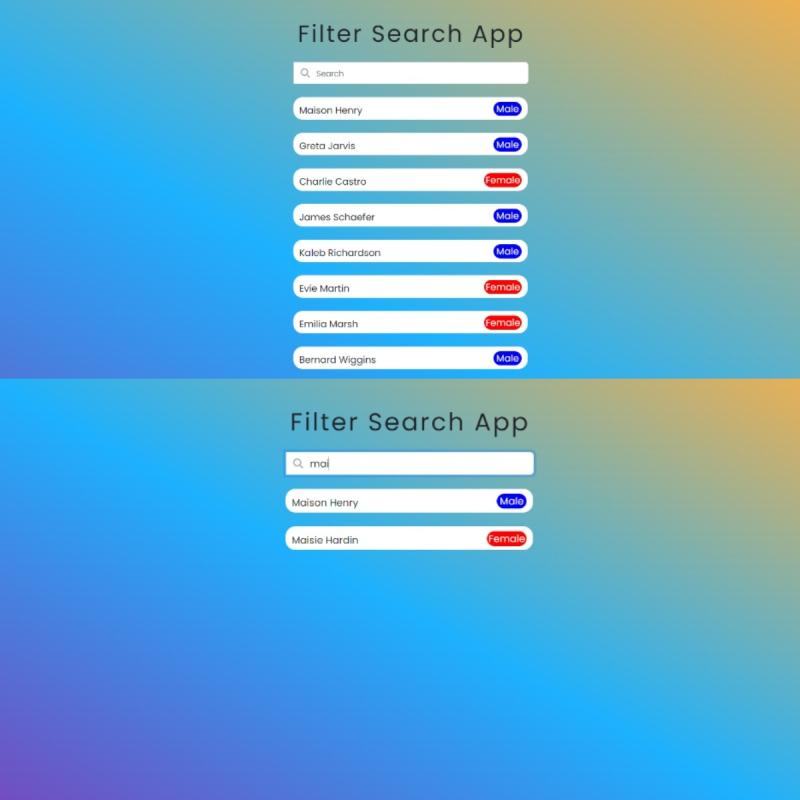 Filter Search App
Search
Maison Henry Male
Greta Jarvis Male
Charlie Castro Female
James Schaefer Male
Kaleb Richardson Male
Evie Martin Female
Emilia Marsh Female
Bernard Wiggins Male
Filter Search App
mai
Maison Henry Male
Maisie Hardin Female